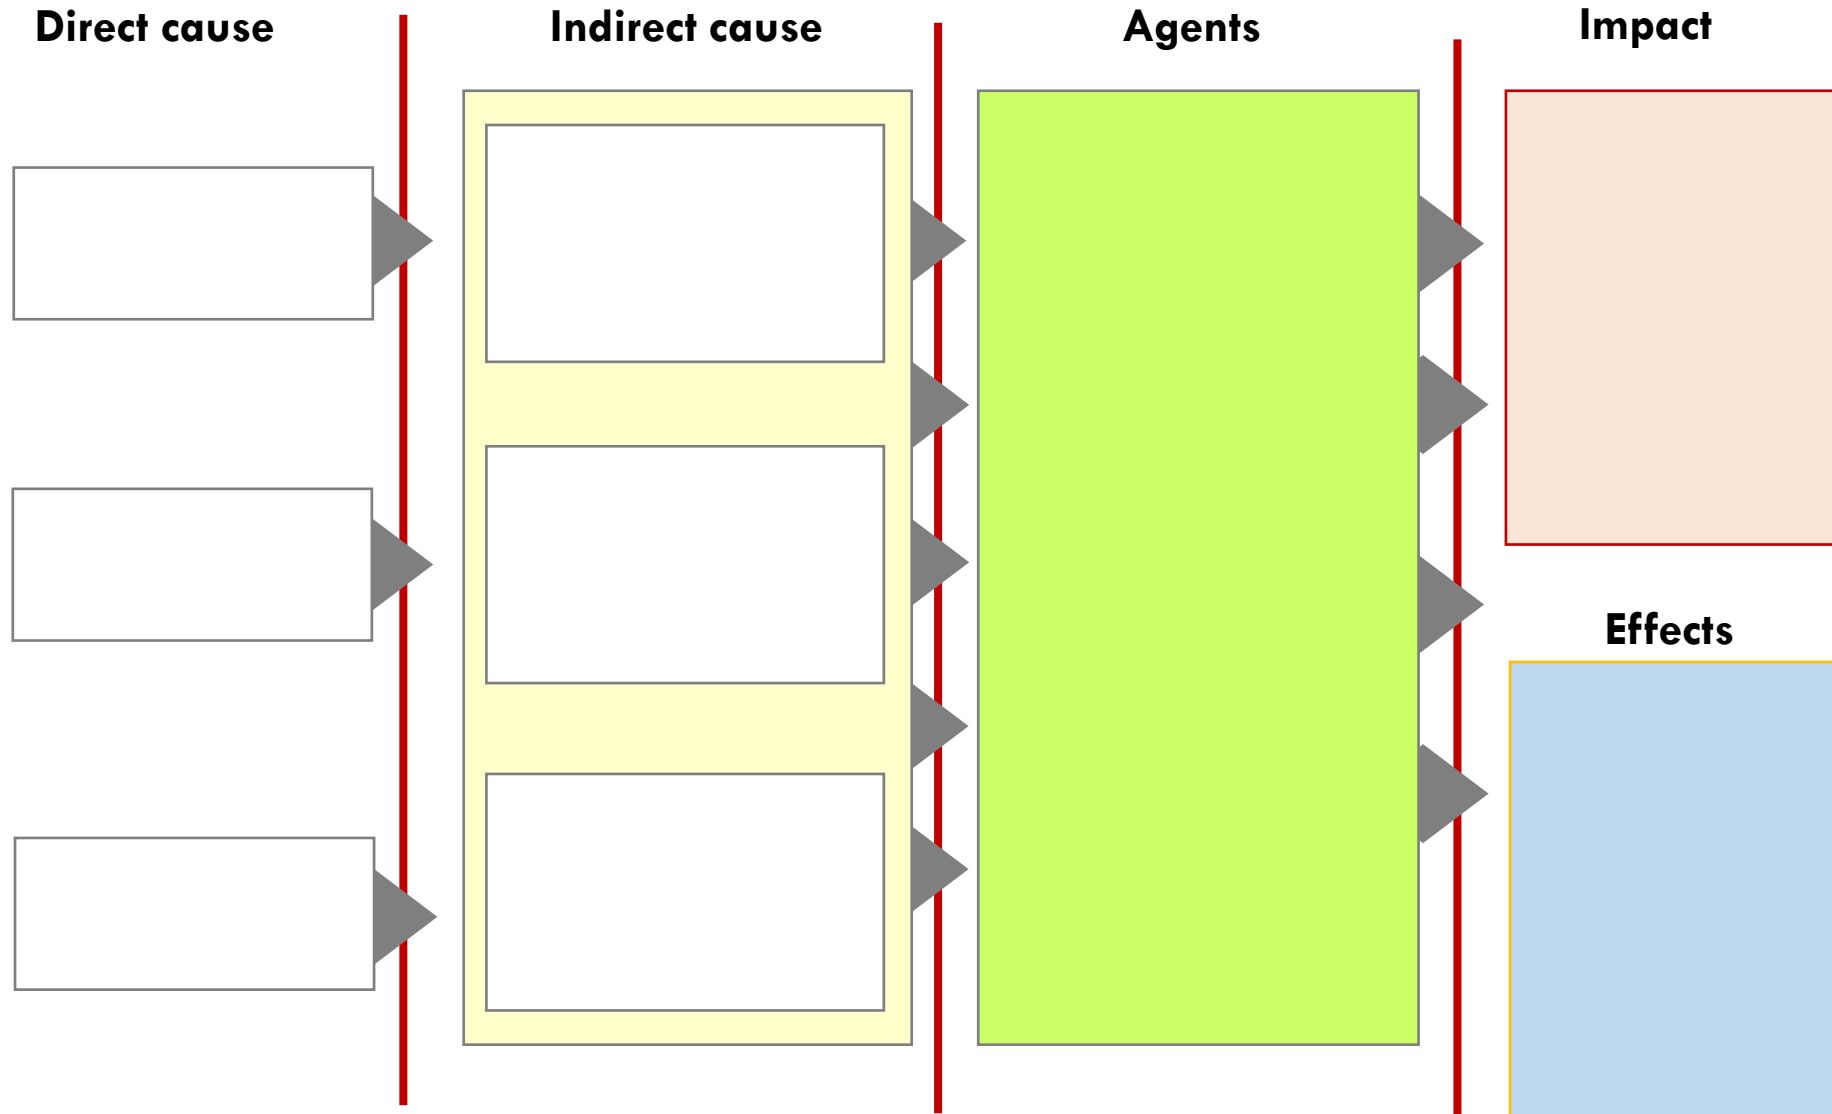 Direct cause
Indirect cause
Agents
Impact
Effects